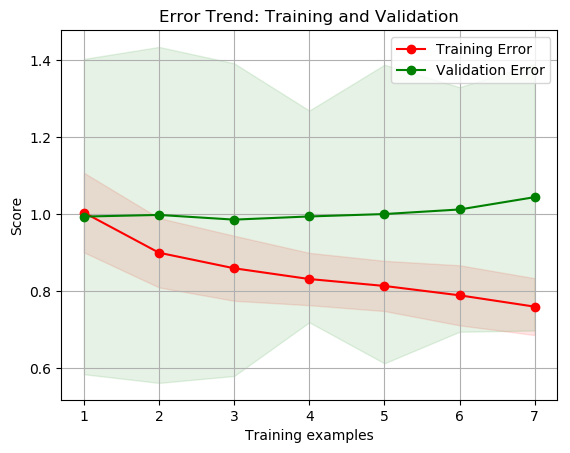 Error Trend: Training and Validation
Training Error
Validation Error
1.4
1.2
1.0
0.8
0.6
Score
1 2 3 4 5 6 7
Training examples